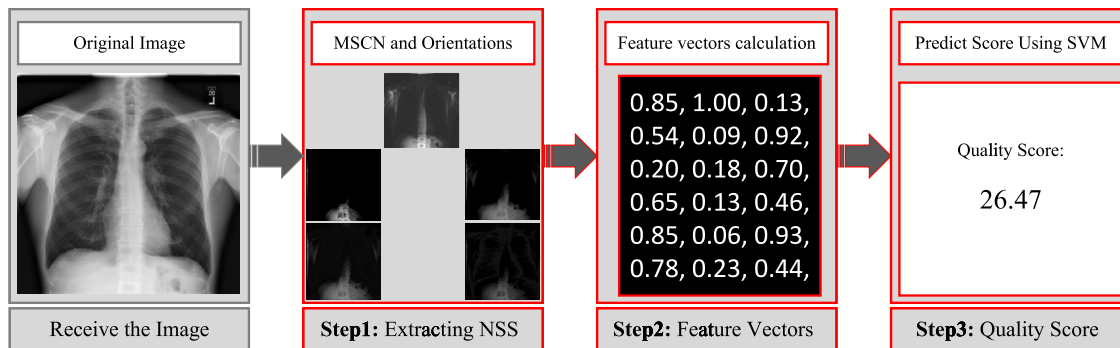 Original Image
MSCN and Orientations
Feature vectors calculation
Predict Score Using SVM
0.85, 1.00, 0.13,
0.54, 0.09, 0.92,
0.20, 0.18, 0.70,
0.65, 0.13, 0.46,
0.85, 0.06, 0.93,
0.78, 0.23, 0.44,
Quality Score:
26.47
Receive the Image
Step1: Extracting NSS
Step2: Feature Vectors
Step3: Quality Score